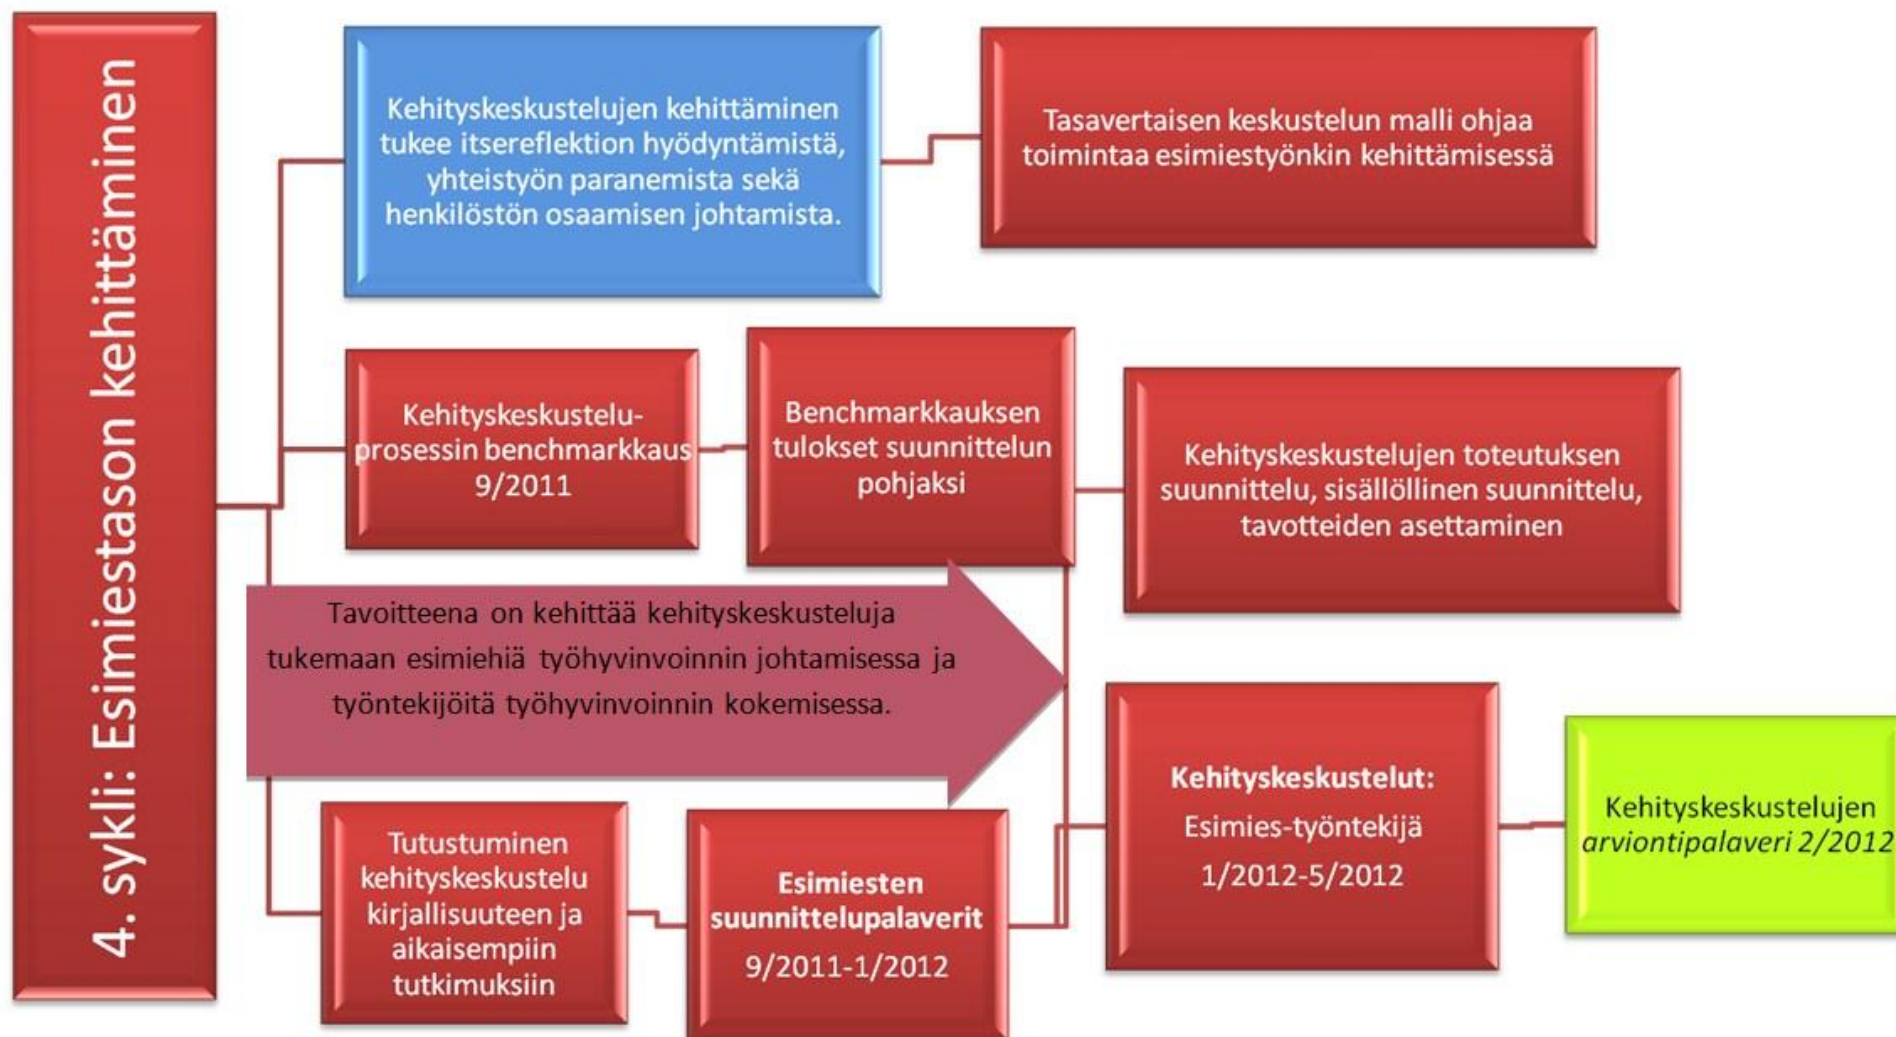 4. sykli: Esimiestason kehittäminen
Kehityskeskustelujen kehittäminen
tukee itsereflektion hyödyntämistä,
yhteistyön paranemista sekä
henkilöstön osaamisen johtamista.
Tasavertaisen keskustelun malli ohjaa
toimintaa esimiestyönkin kehittämisessä
Kehityskeskustelu-
prosessin benchmarkkaus
9/2011
Benchmarkkauksen
tulokset suunnittelun
pohjaksi
Kehityskeskustelujen toteutuksen
suunnittelu, sisällöllinen suunnittelu,
tavotteiden asettaminen
Tavoitteena on kehittää kehityskeskusteluja
tukemaan esimiehiä työhyvinvoinnin johtamisessa ja
työntekijöitä työhyvinvoinnin kokemisessa.
Tutustuminen
kehityskeskustelu
kirjallisuuteen ja
aikaisempiin
tutkimuksiin
Esimiesten
suunnittelupalaverit
9/2011-1/2012
Kehityskeskustelut:
Esimies-työntekijä
1/2012-5/2012
Kehityskeskustelujen
arviontipalaveri 2/2012